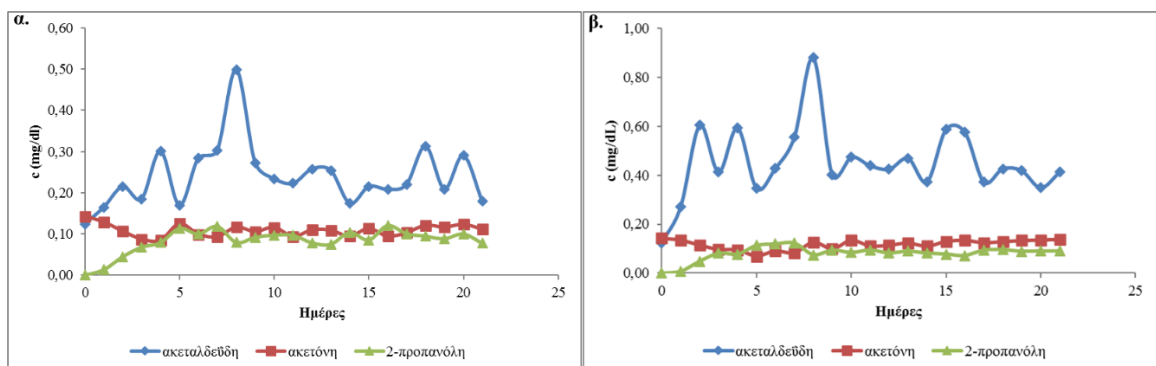 α.
0,60
0,50
0,40
0,30
0,20
0,10
0,00
c (mg/dl)
0 5 10 15 20 25
Ημέρες
ακεταλδεΰδη ακετόνη 2-προπανόλη
β.
1,00
0,80
0,60
0,40
0,20
0,00
c (mg/dL)
0 5 10 15 20 25
Ημέρες
ακεταλδεΰδη ακετόνη 2-προπανόλη